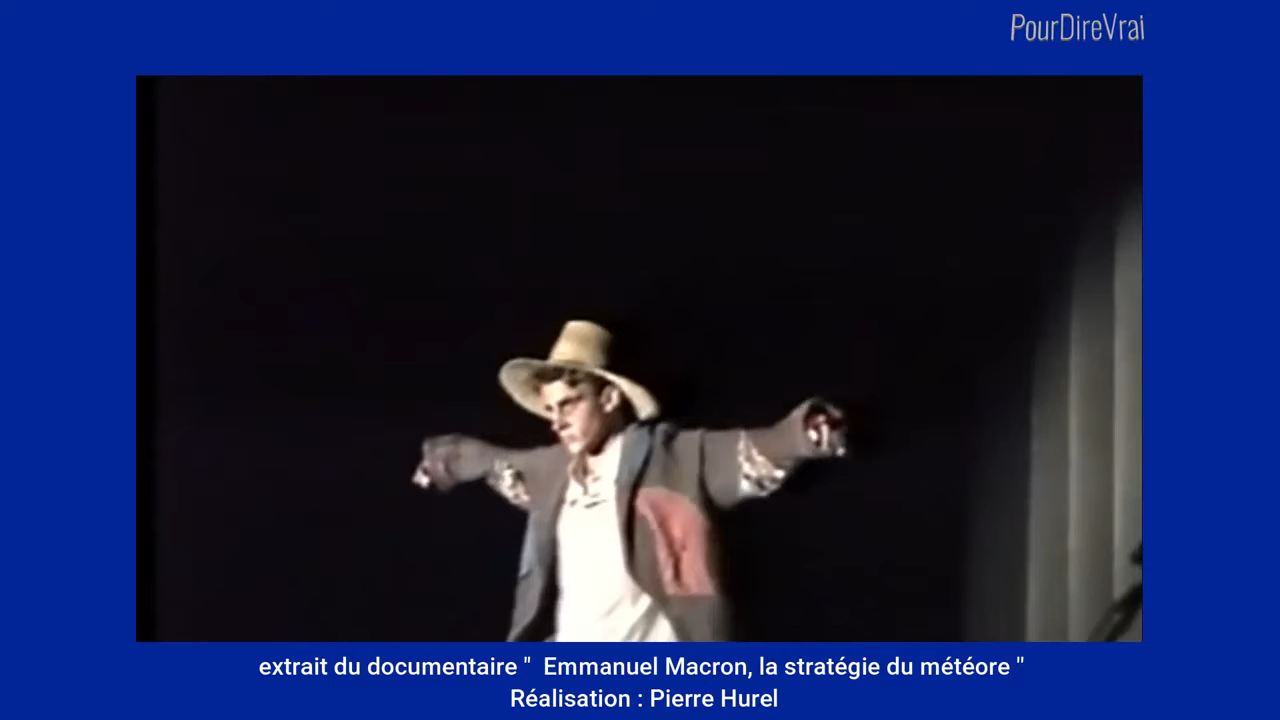 PourDireVrai
extrait du documentaire "  Emmanuel Macron, la stratégie du météore "
Réalisation : Pierre Hurel